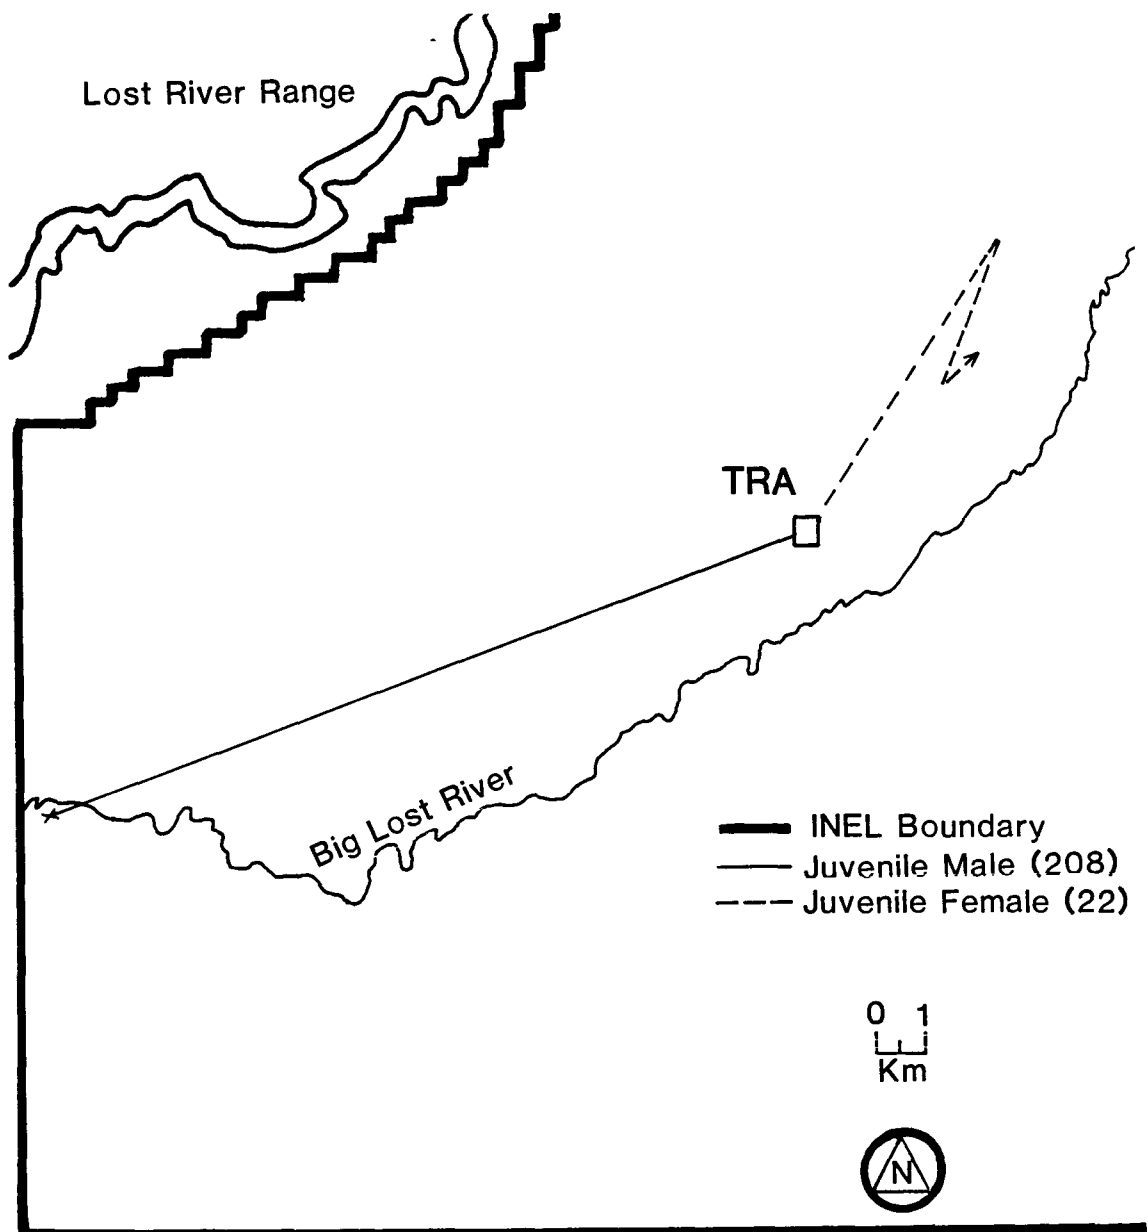 Lost River Range
TRA
Big Lost River
INEL Boundary
Juvenile Male (208)
Juvenile Female (22)
0 1
Km
N